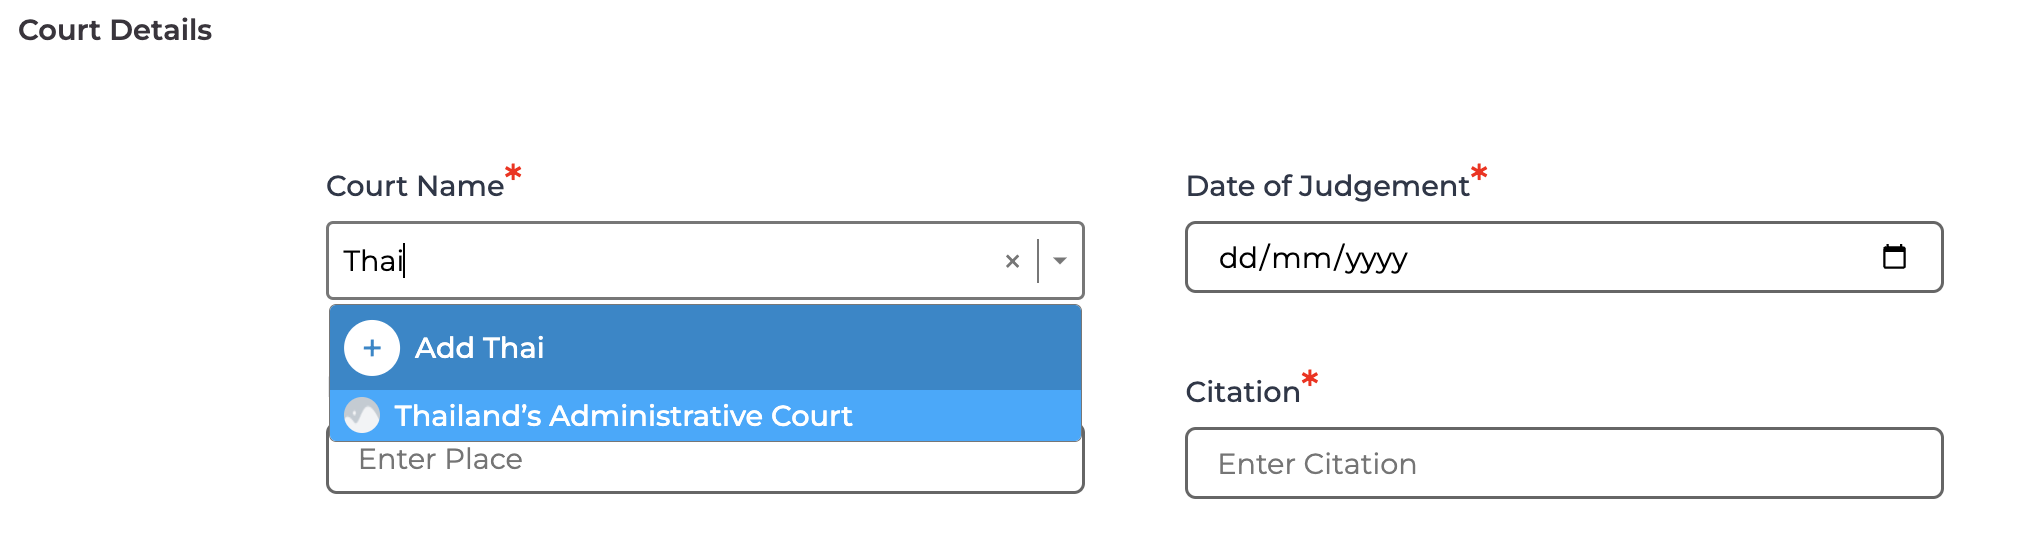 Court Details
Court Name*
Thai
Add Thai
Thailand’s Administrative Court
Enter Place
Date of Judgement*
dd/mm/yyyy
Citation*
Enter Citation